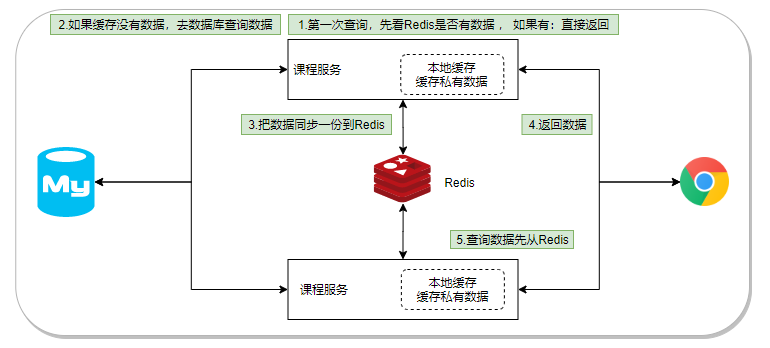 2.如果缓存没有数据，去数据库查询数据
1.第一次查询，先看Redis是否有数据 ，如果有：直接返回
课程服务
本地缓存
缓存私有数据
3.把数据同步一份到Redis
4.返回数据
My
Redis
5.查询数据先从Redis
课程服务
本地缓存
缓存私有数据